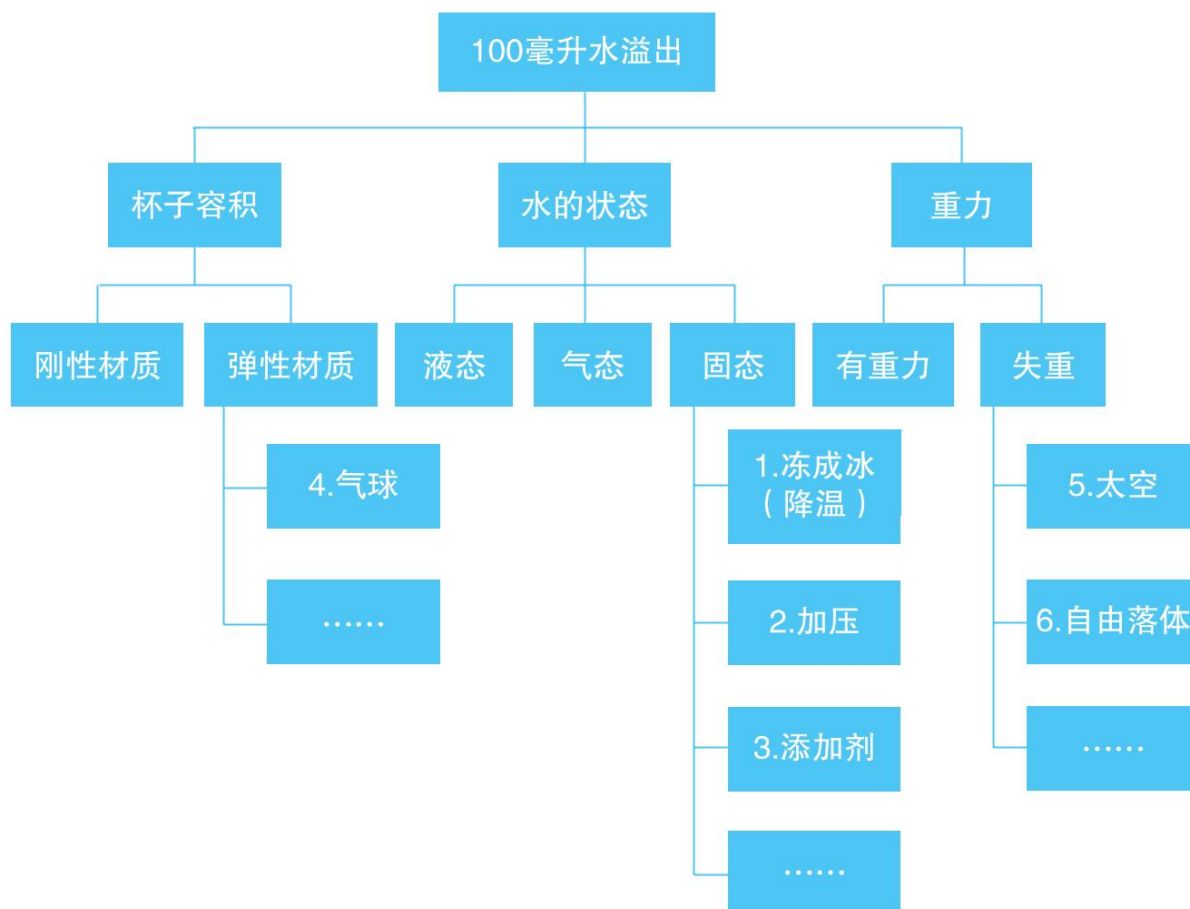 100毫升水溢出
杯子容积
水的状态
重力
刚性材质
弹性材质
液态
气态
固态
有重力
失重
4.气球
……
1.冻成冰
（降温）
2.加压
3.添加剂
……
5.太空
6.自由落体
……